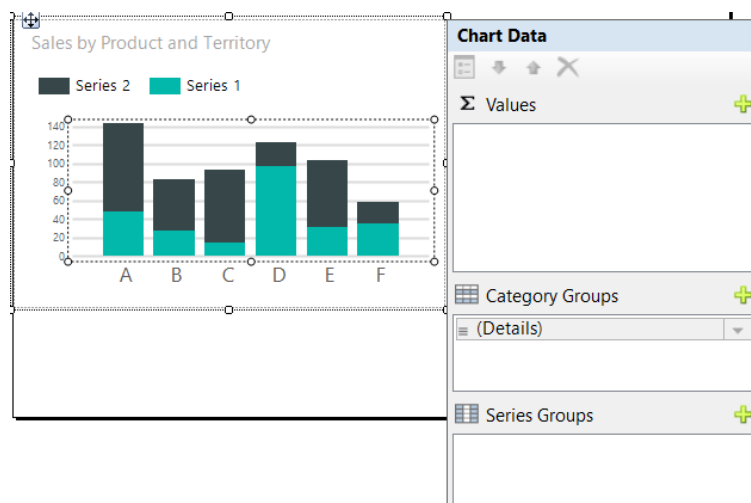 Sales by Product and Territory
Series 2 Series 1
140
120
100
80
60
40
20
0
A B C D E F
Chart Data
Σ Values
Category Groups
(Details)
Series Groups